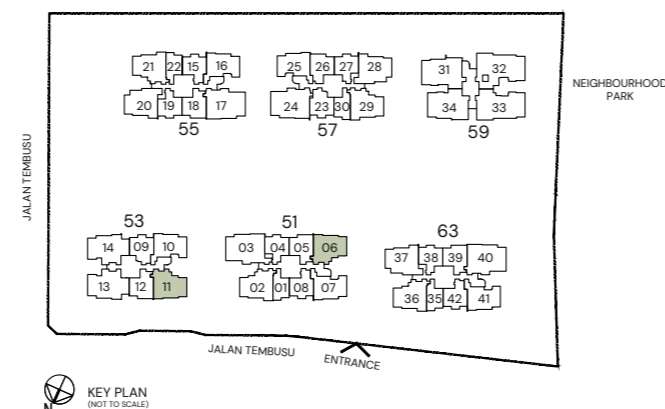 21 22 15 16
20 19 18 17
55
25 26 27 28
24 23 30 29
57
31 32
34 33
59
NEIGHBOURHOOD
PARK
JALAN TEMBUSU
53
14 09 10
13 12 11
51
03 04 05 06
02 01 08 07
63
37 38 39 40
36 35 42 41
JALAN TEMBUSU
ENTRANCE
N
KEY PLAN
(NOT TO SCALE)